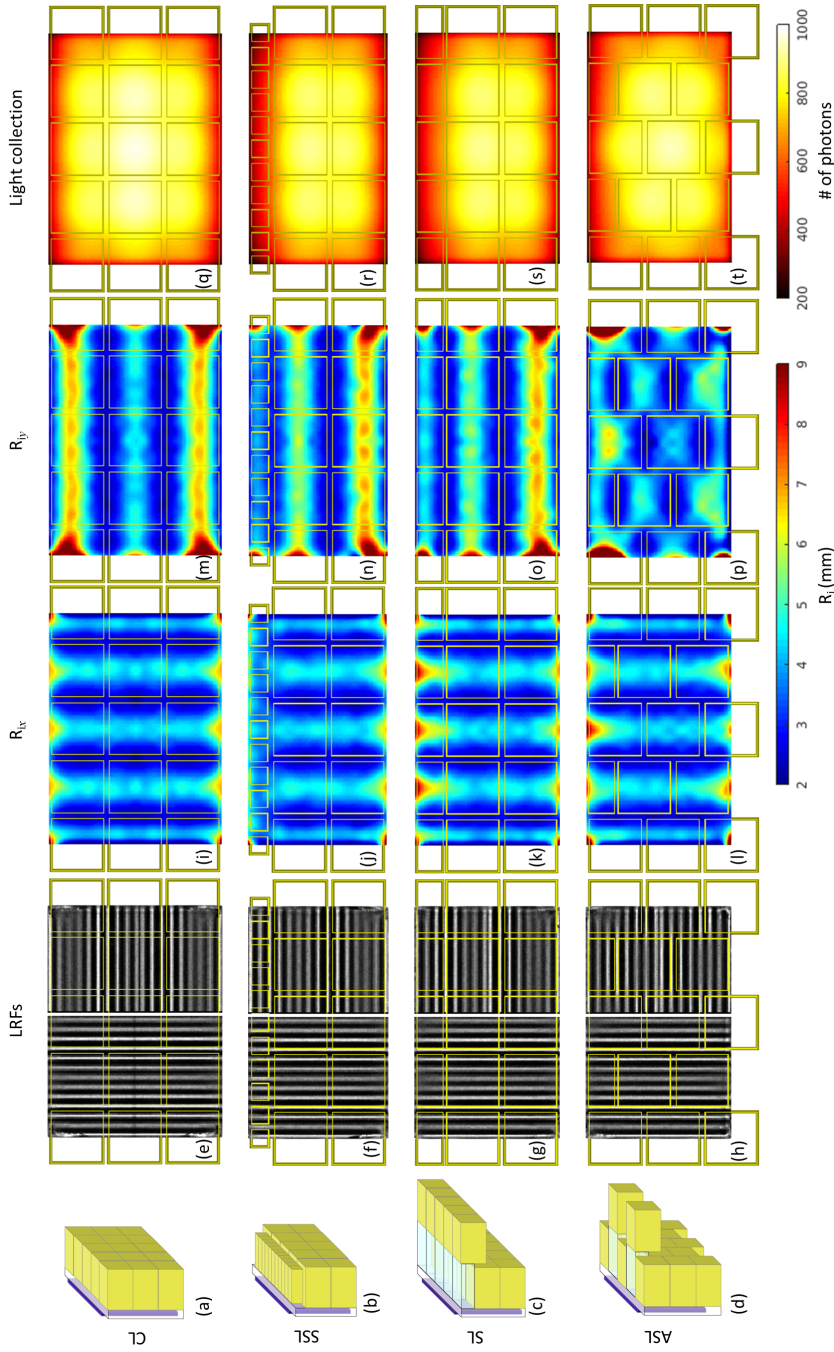 LRFs
R_ix
R_iy
Light collection
CL
(a)
(e)
(i)
(m)
(q)
SSL
(b)
(f)
(j)
(n)
(r)
SL
(c)
(g)
(k)
(o)
(s)
ASL
(d)
(h)
(l)
(p)
(t)
2 3 4 5 6 7 8 9
R_i (mm)
200 400 600 800 1000
# of photons